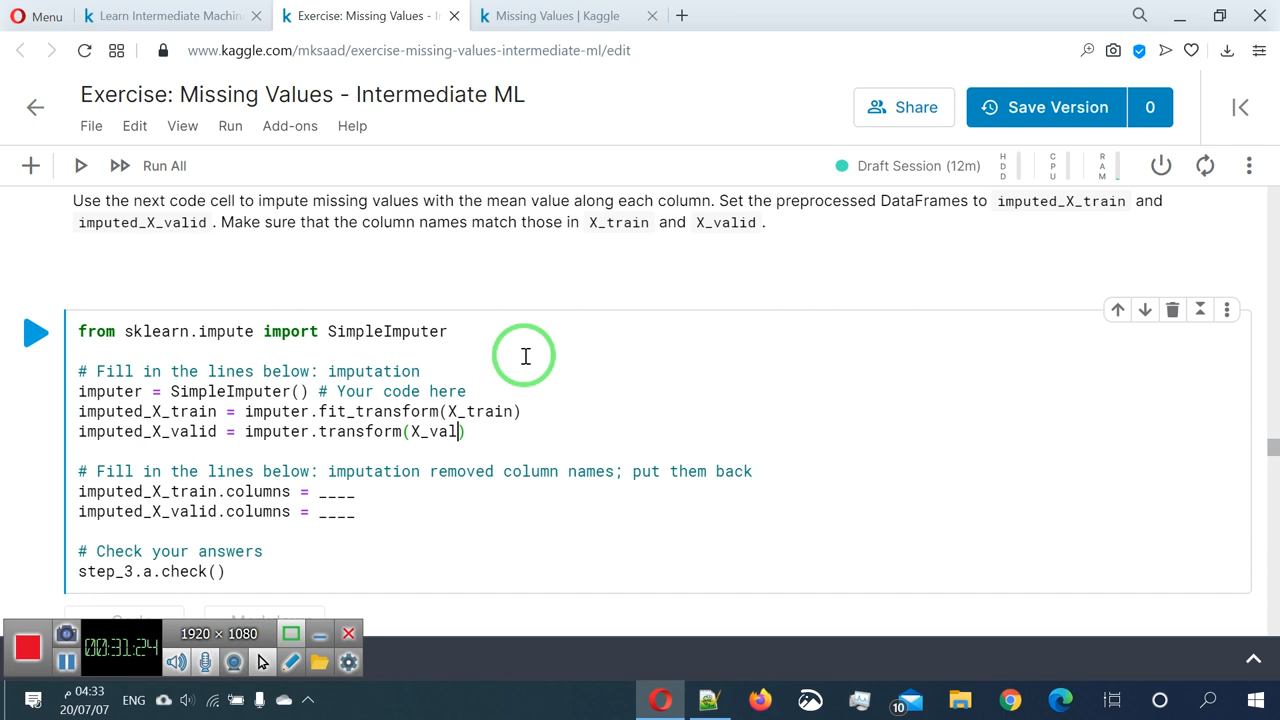 Menu
Learn Intermediate Machin
Exercise: Missing Values - In
Missing Values | Kaggle
www.kaggle.com/mksaad/exercise-missing-values-intermediate-ml/edit
Exercise: Missing Values - Intermediate ML
File Edit View Run Add-ons Help
Share
Save Version 0
Run All
Draft Session (12m)
HDD
CPU
RAM
Use the next code cell to impute missing values with the mean value along each column. Set the preprocessed DataFrames to imputed_X_train and
imputed_X_valid . Make sure that the column names match those in X_train and X_valid .
from sklearn.impute import SimpleImputer
# Fill in the lines below: imputation
imputer = SimpleImputer() # Your code here
imputed_X_train = imputer.fit_transform(X_train)
imputed_X_valid = imputer.transform(X_val)
# Fill in the lines below: imputation removed column names; put them back
imputed_X_train.columns = ____
imputed_X_valid.columns = ____
# Check your answers
step_3.a.check()
00:31:24
1920 × 1080
04:33 م
20/07/07
ENG
10